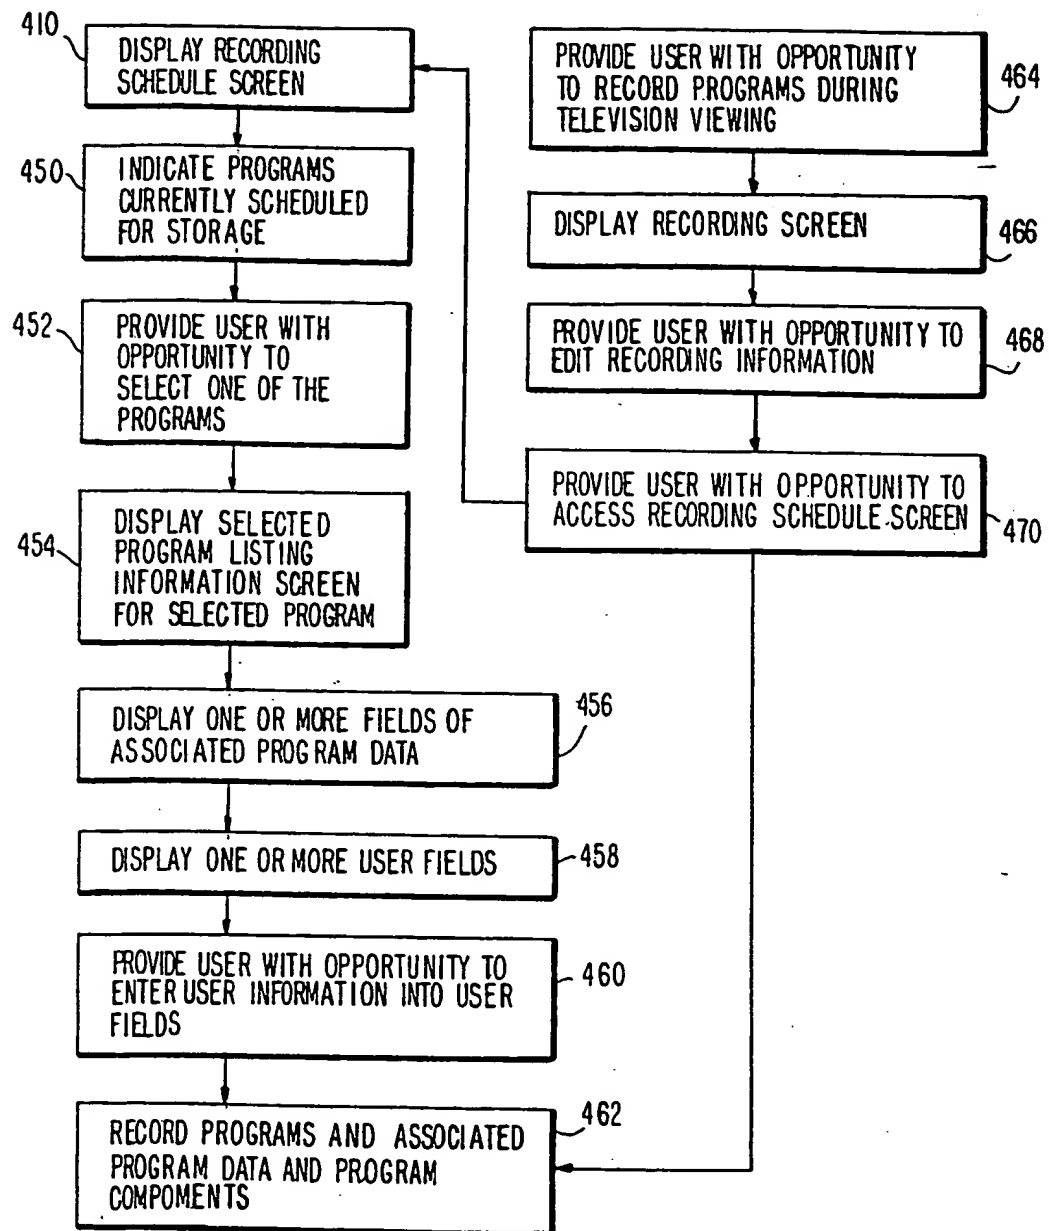 410
DISPLAY RECORDING
SCHEDULE SCREEN
450
INDICATE PROGRAMS
CURRENTLY SCHEDULED
FOR STORAGE
452
PROVIDE USER WITH
OPPORTUNITY TO
SELECT ONE OF THE
PROGRAMS
454
DISPLAY SELECTED
PROGRAM LISTING
INFORMATION SCREEN
FOR SELECTED PROGRAM
DISPLAY ONE OR MORE FIELDS OF
ASSOCIATED PROGRAM DATA
456
DISPLAY ONE OR MORE USER FIELDS
458
PROVIDE USER WITH OPPORTUNITY TO
ENTER USER INFORMATION INTO USER
FIELDS
460
RECORD PROGRAMS AND ASSOCIATED
PROGRAM DATA AND PROGRAM
COMPOMENTS
462
PROVIDE USER WITH OPPORTUNITY
TO RECORD PROGRAMS DURING
TELEVISION VIEWING
464
DISPLAY RECORDING SCREEN
466
PROVIDE USER WITH OPPORTUNITY TO
EDIT RECORDING INFORMATION
468
PROVIDE USER WITH OPPORTUNITY TO
ACCESS RECORDING SCHEDULE SCREEN
470